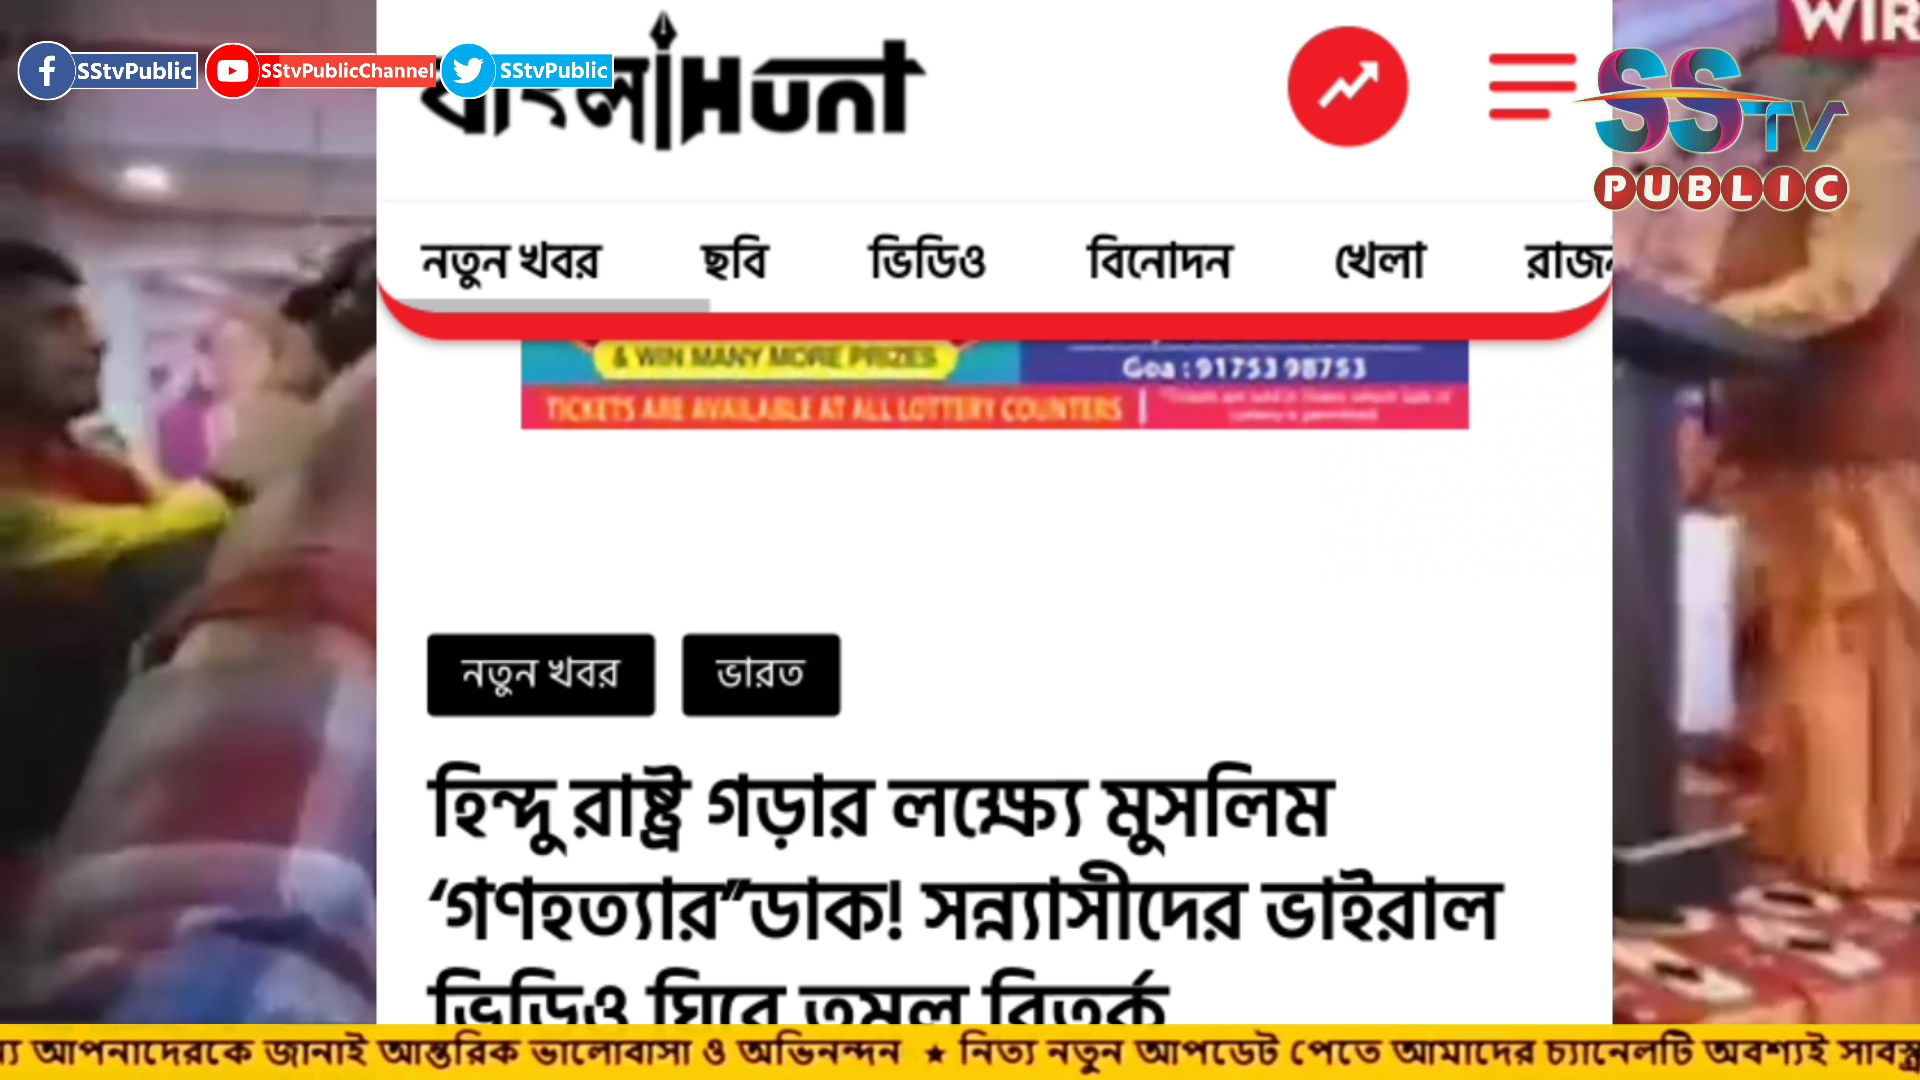 SStvPublic
SStvPublicChannel
SStvPublic
বাংলাHunt
WIR
SS TV
PUBLIC
নতুন খবর
ছবি
ভিডিও
বিনোদন
খেলা
রাজ
& WIN MANY MORE PRIZES
Goa : 91753 98753
TICKETS ARE AVAILABLE AT ALL LOTTERY COUNTERS
নতুন খবর
ভারত
হিন্দু রাষ্ট্র গড়ার লক্ষ্যে মুসলিম
‘গণহত্যার’’ডাক! সন্ন্যাসীদের ভাইরাল
ভিডিও ঘিরে তুমুল বিতর্ক
আপনাদেরকে জানাই আন্তরিক ভালোবাসা ও অভিনন্দন ★ নিত্য নতুন আপডেট পেতে আমাদের চ্যানেলটি অবশ্যই